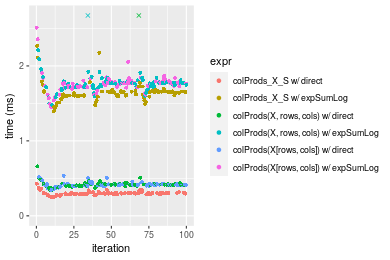 expr
colProds_X_S w/ direct
colProds_X_S w/ expSumLog
colProds(X, rows, cols) w/ direct
colProds(X, rows, cols) w/ expSumLog
colProds(X[rows, cols]) w/ direct
colProds(X[rows, cols]) w/ expSumLog
time (ms)
2
1
0
0 25 50 75 100
iteration